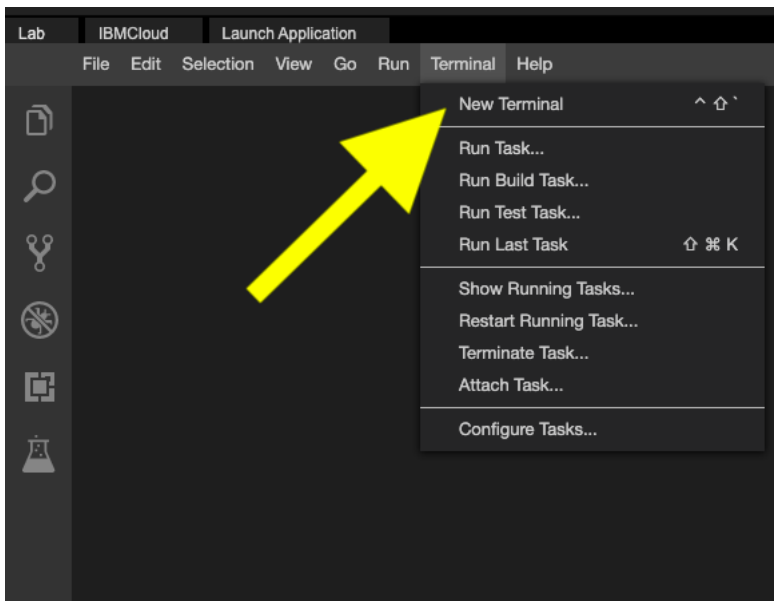 Lab IBMCloud Launch Application
File Edit Selection View Go Run Terminal Help
New Terminal ^ ⇧ `
Run Task...
Run Build Task...
Run Test Task...
Run Last Task ⇧ ⌘ K
Show Running Tasks...
Restart Running Task...
Terminate Task...
Attach Task...
Configure Tasks...